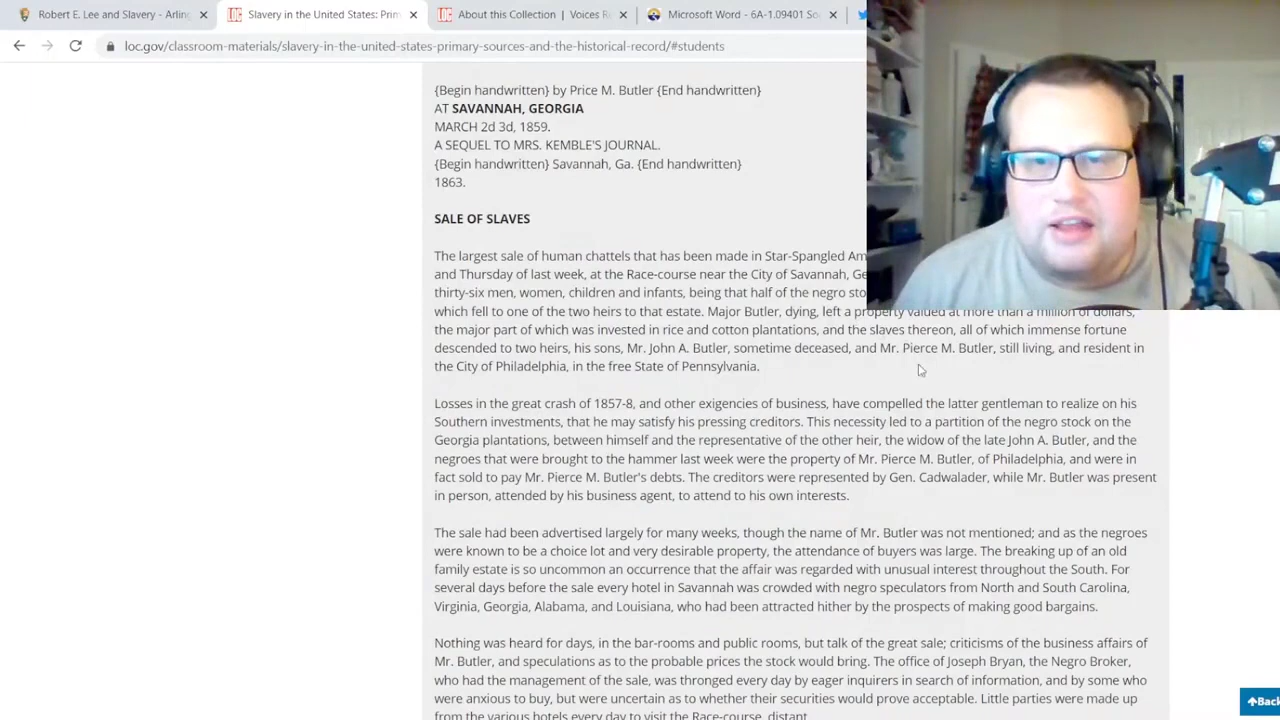 Robert E. Lee and Slavery - Arling
Slavery in the United States: Prim
About this Collection | Voices R
Microsoft Word - 6A-1.09401 So
loc.gov/classroom-materials/slavery-in-the-united-states-primary-sources-and-the-historical-record/#students
{Begin handwritten} by Price M. Butler {End handwritten}
AT SAVANNAH, GEORGIA
MARCH 2d 3d, 1859.
A SEQUEL TO MRS. KEMBLE'S JOURNAL.
{Begin handwritten} Savannah, Ga. {End handwritten}
1863.
SALE OF SLAVES
The largest sale of human chattels that has been made in Star-Spangled Am
and Thursday of last week, at the Race-course near the City of Savannah, Ge
thirty-six men, women, children and infants, being that half of the negro sto
which fell to one of the two heirs to that estate. Major Butler, dying, left a property valued at more than a million of dollars,
the major part of which was invested in rice and cotton plantations, and the slaves thereon, all of which immense fortune
descended to two heirs, his sons, Mr. John A. Butler, sometime deceased, and Mr. Pierce M. Butler, still living, and resident in
the City of Philadelphia, in the free State of Pennsylvania.
Losses in the great crash of 1857-8, and other exigencies of business, have compelled the latter gentleman to realize on his
Southern investments, that he may satisfy his pressing creditors. This necessity led to a partition of the negro stock on the
Georgia plantations, between himself and the representative of the other heir, the widow of the late John A. Butler, and the
negroes that were brought to the hammer last week were the property of Mr. Pierce M. Butler, of Philadelphia, and were in
fact sold to pay Mr. Pierce M. Butler's debts. The creditors were represented by Gen. Cadwalader, while Mr. Butler was present
in person, attended by his business agent, to attend to his own interests.
The sale had been advertised largely for many weeks, though the name of Mr. Butler was not mentioned; and as the negroes
were known to be a choice lot and very desirable property, the attendance of buyers was large. The breaking up of an old
family estate is so uncommon an occurrence that the affair was regarded with unusual interest throughout the South. For
several days before the sale every hotel in Savannah was crowded with negro speculators from North and South Carolina,
Virginia, Georgia, Alabama, and Louisiana, who had been attracted hither by the prospects of making good bargains.
Nothing was heard for days, in the bar-rooms and public rooms, but talk of the great sale; criticisms of the business affairs of
Mr. Butler, and speculations as to the probable prices the stock would bring. The office of Joseph Bryan, the Negro Broker,
who had the management of the sale, was thronged every day by eager inquirers in search of information, and by some who
were anxious to buy, but were uncertain as to whether their securities would prove acceptable. Little parties were made up
from the various hotels every day to visit the Race-course, distant
Back